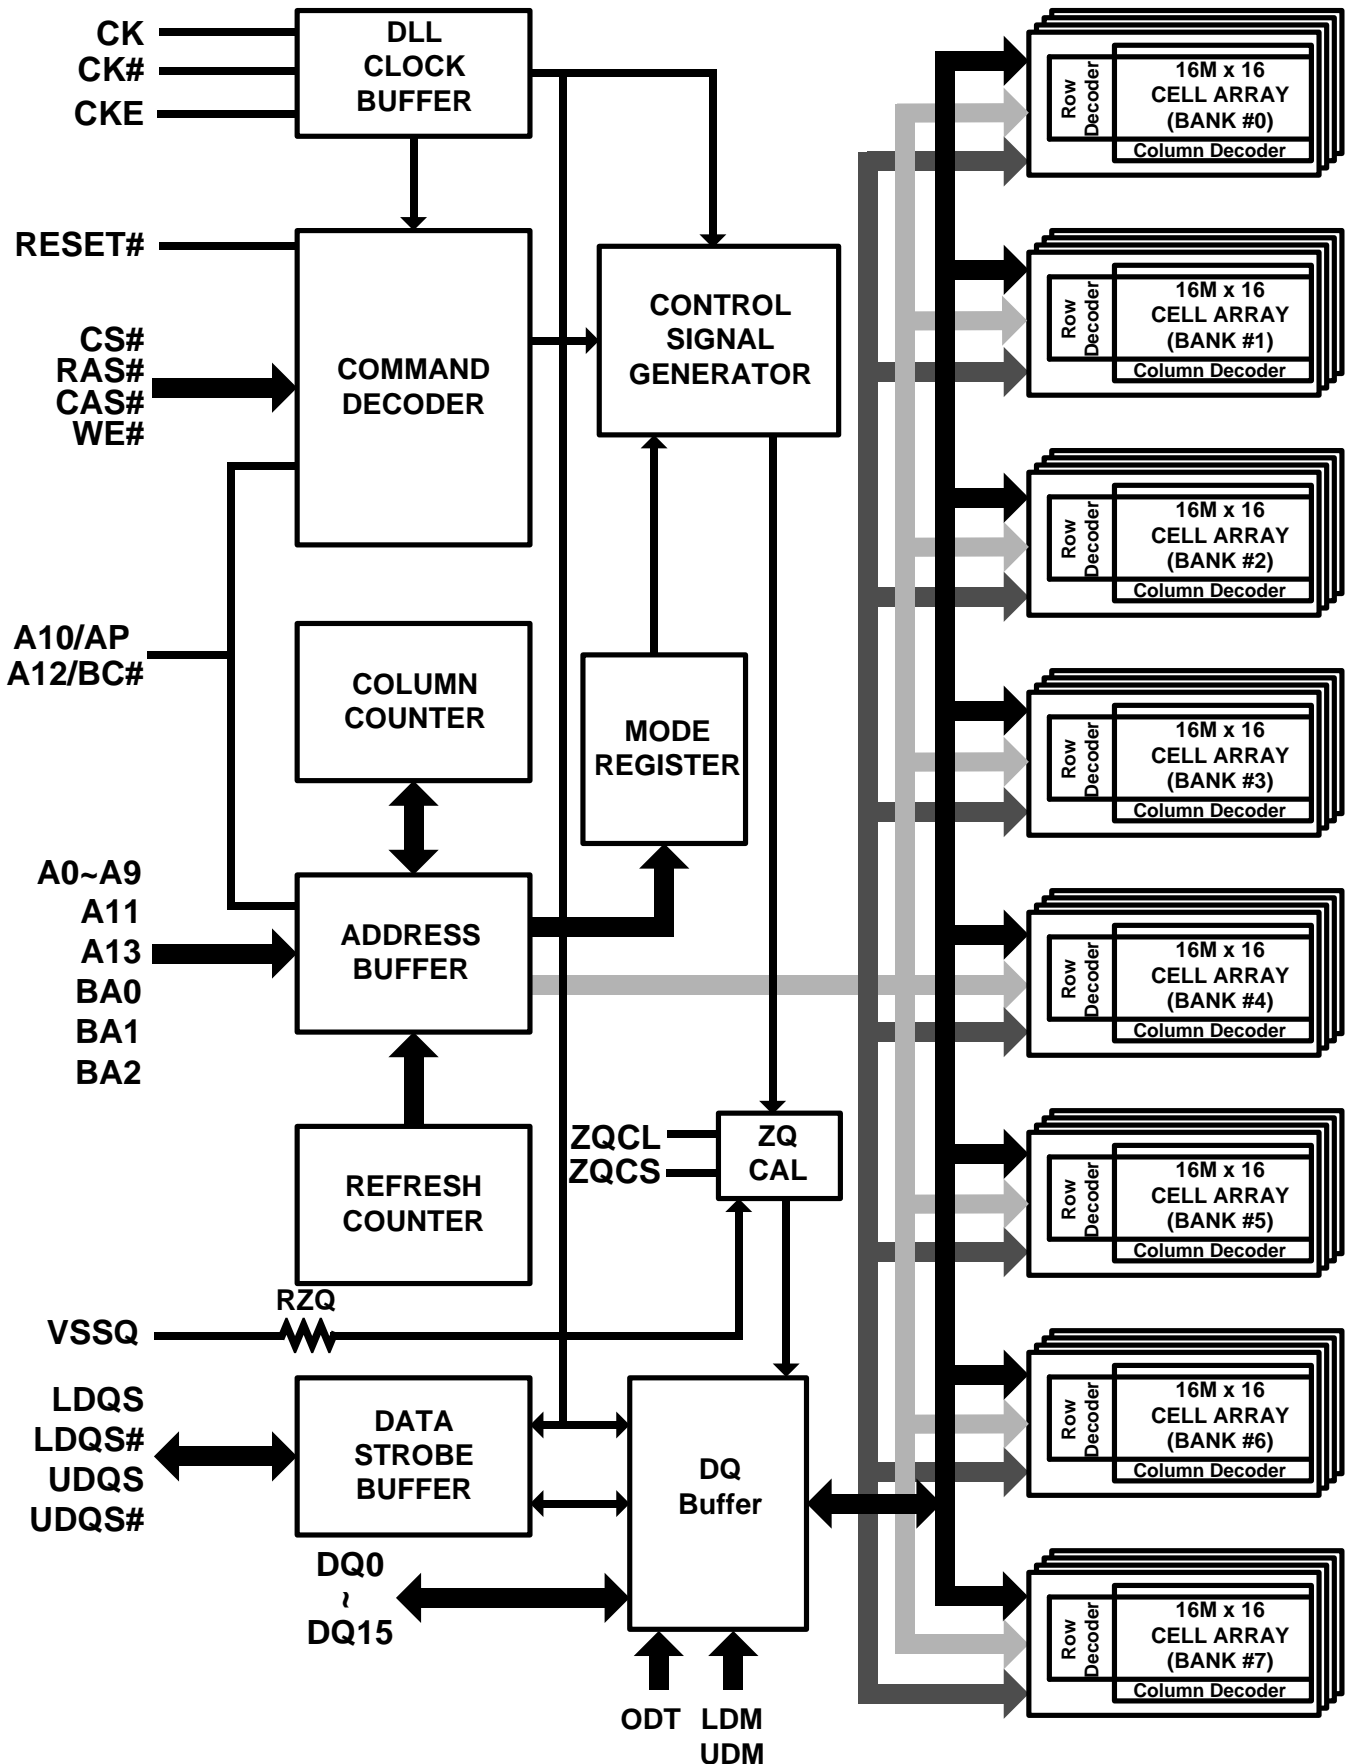 CK
CK#
CKE
DLL
CLOCK
BUFFER
RESET#
CS#
RAS#
CAS#
WE#
COMMAND
DECODER
CONTROL
SIGNAL
GENERATOR
A10/AP
A12/BC#
COLUMN
COUNTER
MODE
REGISTER
A0~A9
A11
A13
BA0
BA1
BA2
ADDRESS
BUFFER
REFRESH
COUNTER
ZQCL
ZQCS
ZQ
CAL
RZQ
VSSQ
LDQS
LDQS#
UDQS
UDQS#
DATA
STROBE
BUFFER
DQ
Buffer
DQ0
~
DQ15
ODT
LDM
UDM
Row
Decoder
16M x 16
CELL ARRAY
(BANK #0)
Column Decoder
Row
Decoder
16M x 16
CELL ARRAY
(BANK #1)
Column Decoder
Row
Decoder
16M x 16
CELL ARRAY
(BANK #2)
Column Decoder
Row
Decoder
16M x 16
CELL ARRAY
(BANK #3)
Column Decoder
Row
Decoder
16M x 16
CELL ARRAY
(BANK #4)
Column Decoder
Row
Decoder
16M x 16
CELL ARRAY
(BANK #5)
Column Decoder
Row
Decoder
16M x 16
CELL ARRAY
(BANK #6)
Column Decoder
Row
Decoder
16M x 16
CELL ARRAY
(BANK #7)
Column Decoder